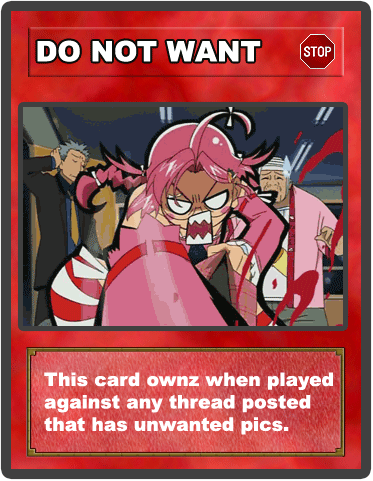 DO NOT WANT
STOP
This card ownz when played
against any thread posted
that has unwanted pics.